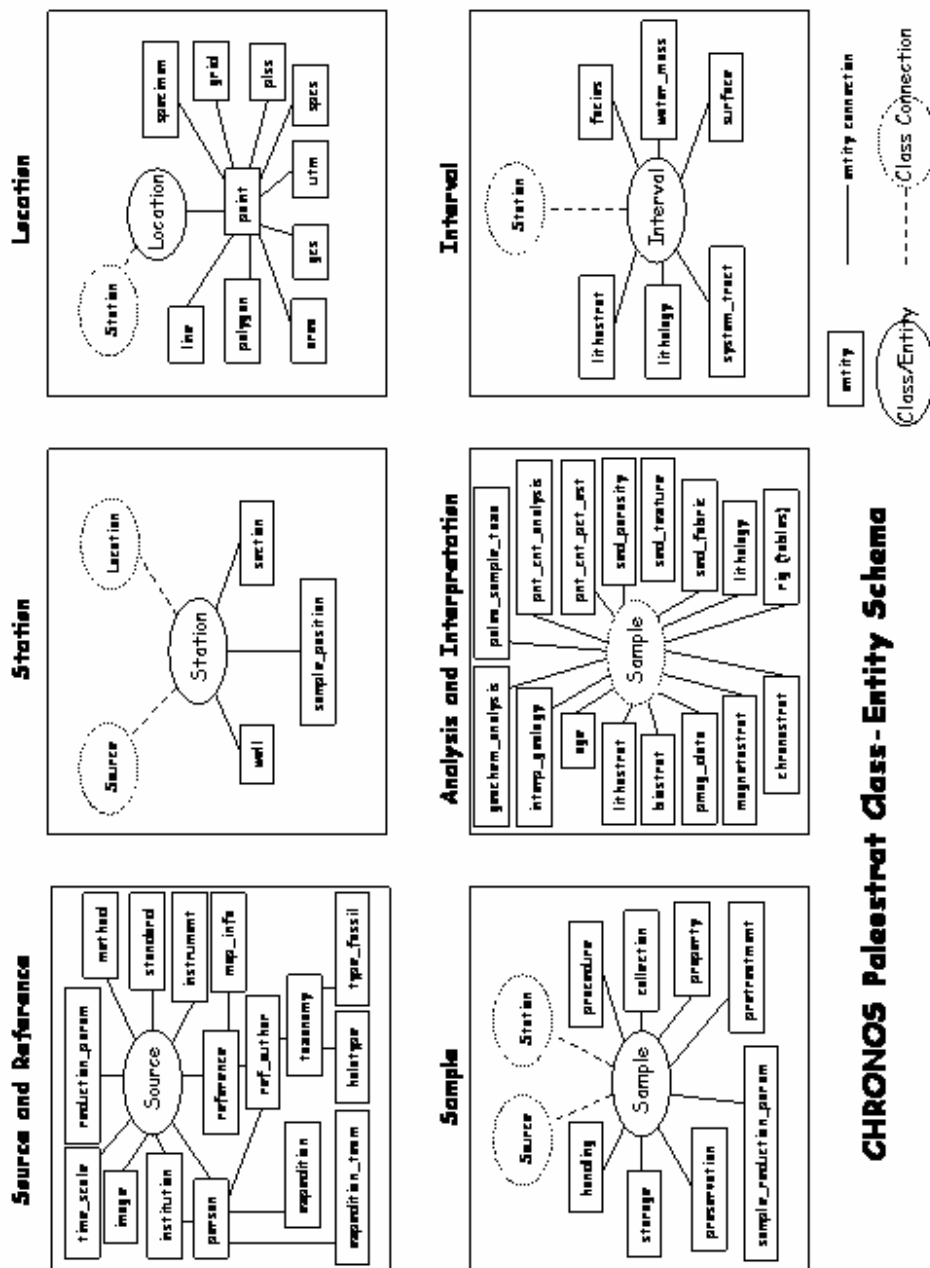 Source and Reference
time_scale
reduction_param
method
image
standard
institution
Source
instrument
person
reference
map_info
ref_author
expedition
taxonomy
expedition_team
holotype
type_fossil
Station
Source
Location
Station
well
section
sample_position
Location
Station
Location
specimen
line
grid
polygon
point
plss
area
gcs
utm
spcs
Sample
Source
Station
handing
procedure
storage
Sample
collection
preservation
property
sample_reduction_param
pretreatment
Analysis and Interpretation
geochem_analysis
paleo_sample_taxa
interp_geology
pnt_cnt_analysis
age
pnt_cnt_pct_est
lithostrat
Sample
sed_porosity
biostrat
sed_texture
pmag_data
sed_fabric
magnetostrat
lithology
chronostrat
rig (tables)
Interval
Station
lithostrat
facies
lithology
Interval
water_mass
system_tract
surface
entity
entity connection
Class/Entity
Class Connection
CHRONOS Paleostrat Class-Entity Schema